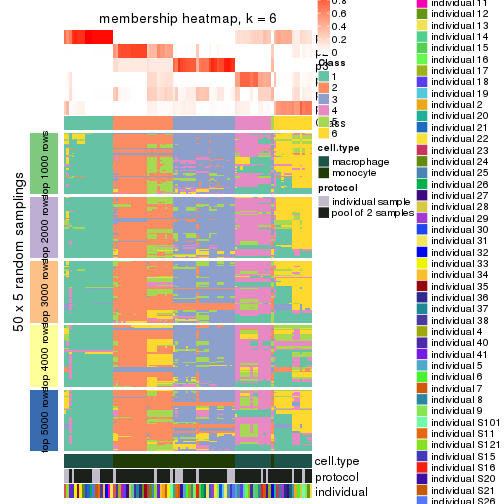 membership heatmap, k = 6
50 x 5 random samplings
top 1000 rows
top 2000 rows
top 3000 rows
top 4000 rows
top 5000 rows
cell.type
protocol
individual
0.8
0.6
0.4
0.2
0
Class
1
2
3
4
6
cell.type
macrophage
monocyte
protocol
individual sample
pool of 2 samples
individual 11
individual 12
individual 13
individual 14
individual 15
individual 16
individual 17
individual 18
individual 19
individual 2
individual 20
individual 21
individual 22
individual 23
individual 24
individual 25
individual 26
individual 27
individual 28
individual 29
individual 30
individual 31
individual 32
individual 33
individual 34
individual 35
individual 36
individual 37
individual 38
individual 4
individual 40
individual 41
individual 5
individual 6
individual 7
individual 8
individual 9
individual S101
individual S11
individual S121
individual S15
individual S16
individual S20
individual S21
individual S26